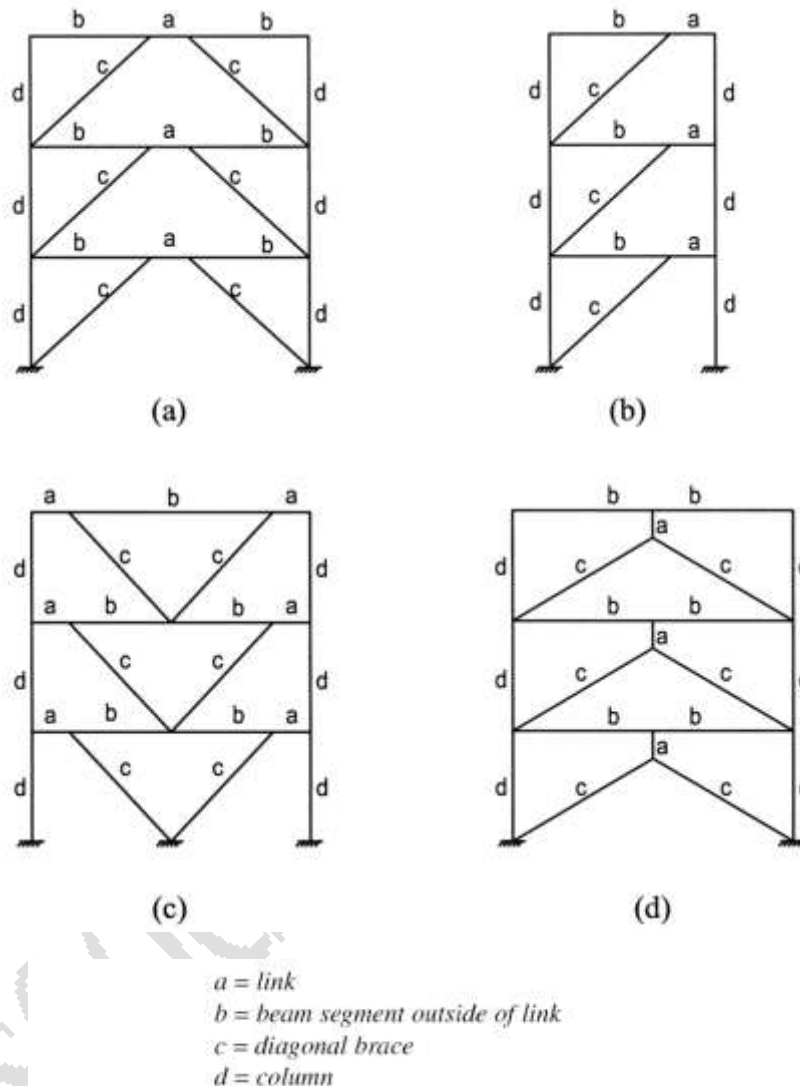 b a b
c c
d d
b a b
c c
d d
b a b
c c
d d
(a)
b a
c
d d
b a
c
d d
b a
c
d d
(b)
a b a
c c
d d
a b b a
c c
d d
a b b a
c c
d d
(c)
b b
a
d c c
b b
a
d c c
b b
a
d c c
(d)
a = link
b = beam segment outside of link
c = diagonal brace
d = column